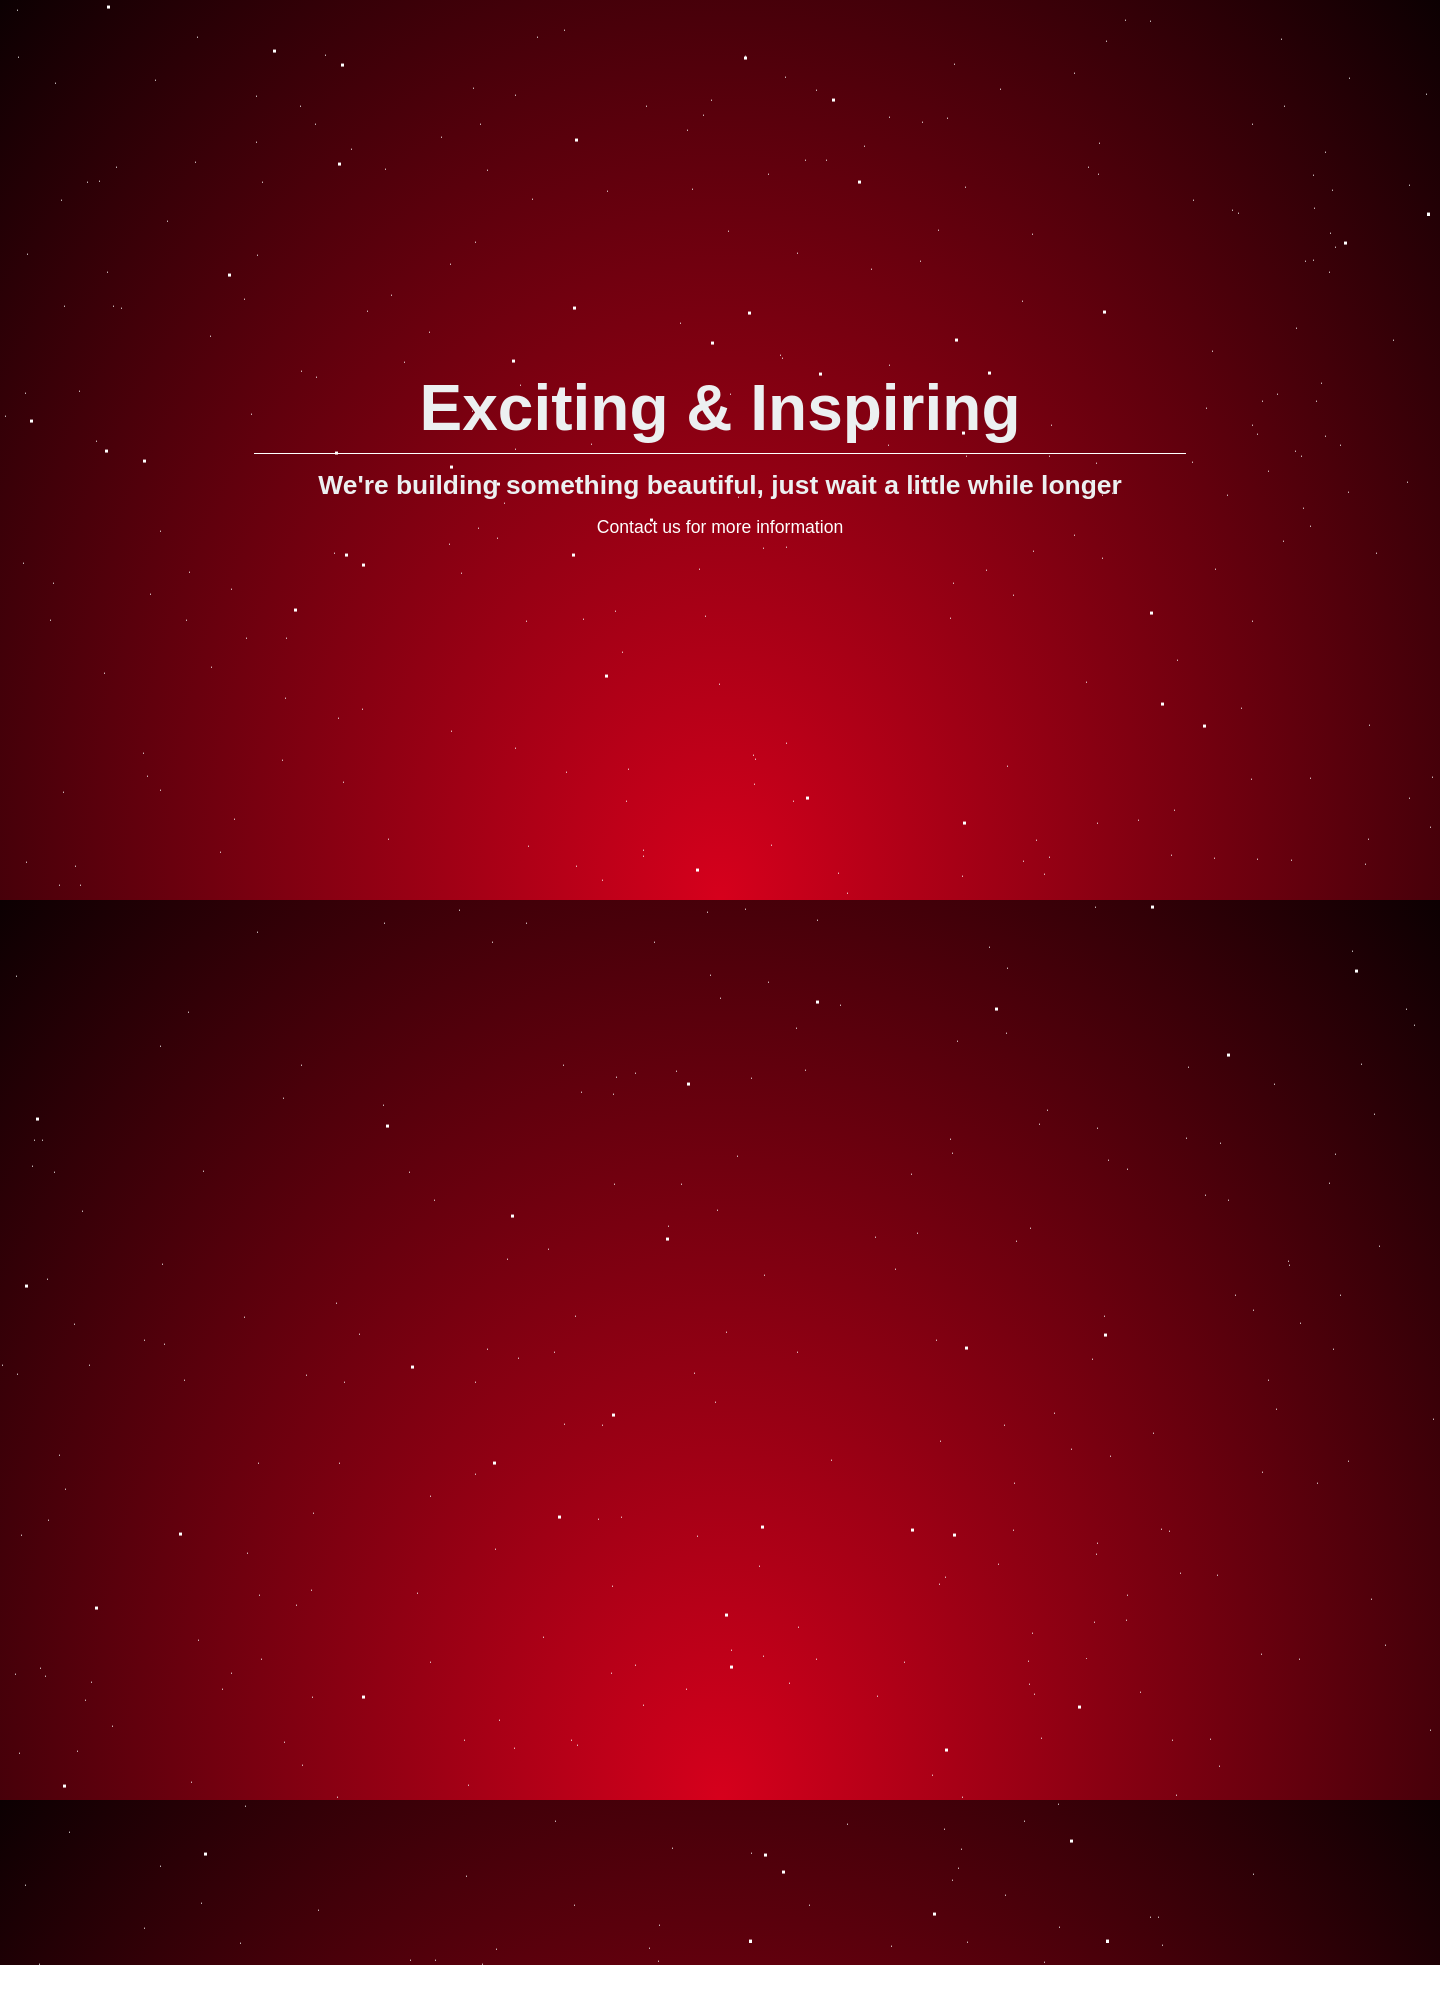 Exciting & Inspiring
We're building something beautiful, just wait a little while longer
Contact us for more information